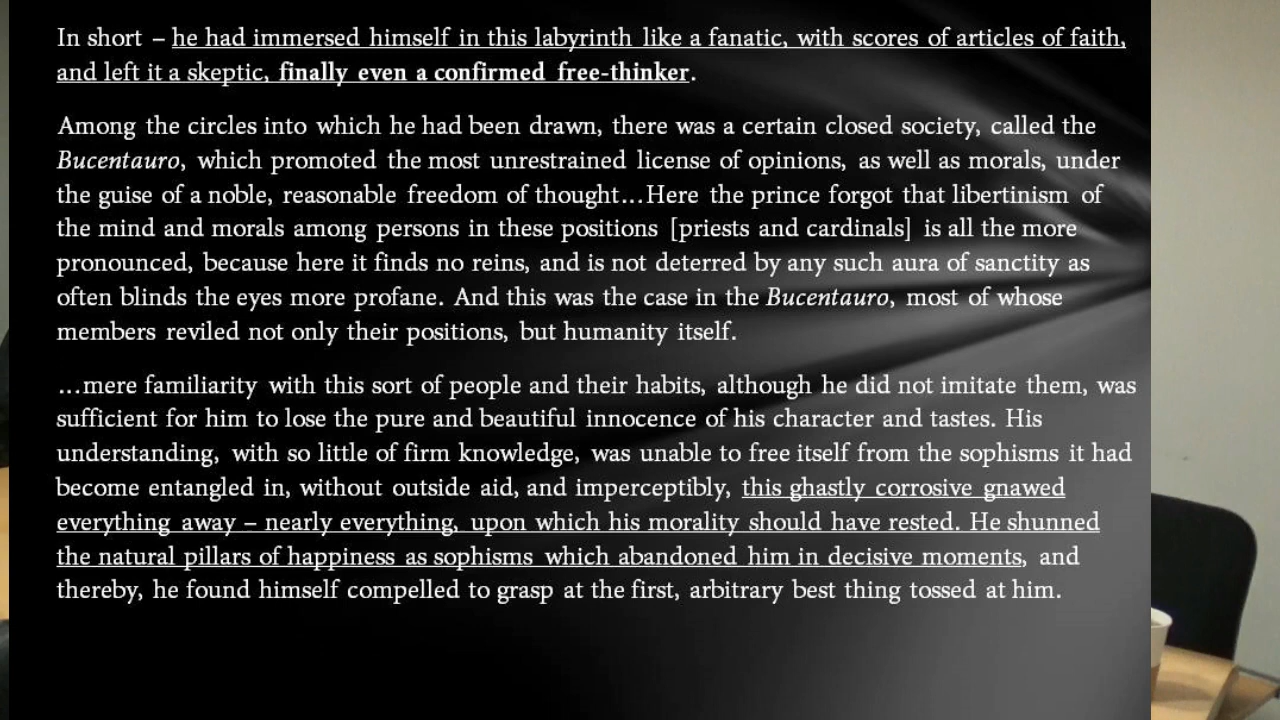 In short – he had immersed himself in this labyrinth like a fanatic, with scores of articles of faith,
and left it a skeptic, finally even a confirmed free-thinker.
Among the circles into which he had been drawn, there was a certain closed society, called the
Bucentauro, which promoted the most unrestrained license of opinions, as well as morals, under
the guise of a noble, reasonable freedom of thought…Here the prince forgot that libertinism of
the mind and morals among persons in these positions [priests and cardinals] is all the more
pronounced, because here it finds no reins, and is not deterred by any such aura of sanctity as
often blinds the eyes more profane. And this was the case in the Bucentauro, most of whose
members reviled not only their positions, but humanity itself.
…mere familiarity with this sort of people and their habits, although he did not imitate them, was
sufficient for him to lose the pure and beautiful innocence of his character and tastes. His
understanding, with so little of firm knowledge, was unable to free itself from the sophisms it had
become entangled in, without outside aid, and imperceptibly, this ghastly corrosive gnawed
everything away – nearly everything, upon which his morality should have rested. He shunned
the natural pillars of happiness as sophisms which abandoned him in decisive moments, and
thereby, he found himself compelled to grasp at the first, arbitrary best thing tossed at him.